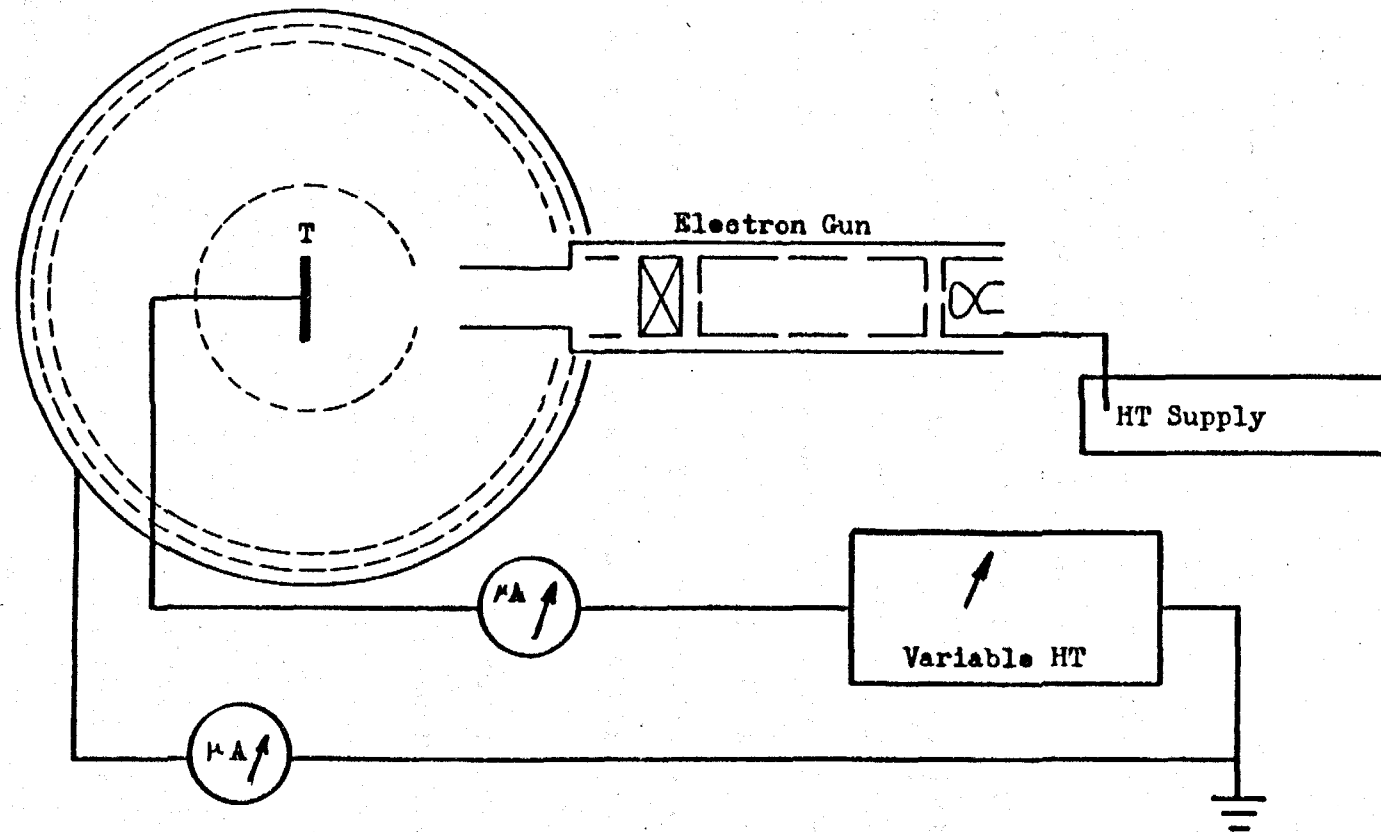 T
Electron Gun
HT Supply
μA
Variable HT
μA